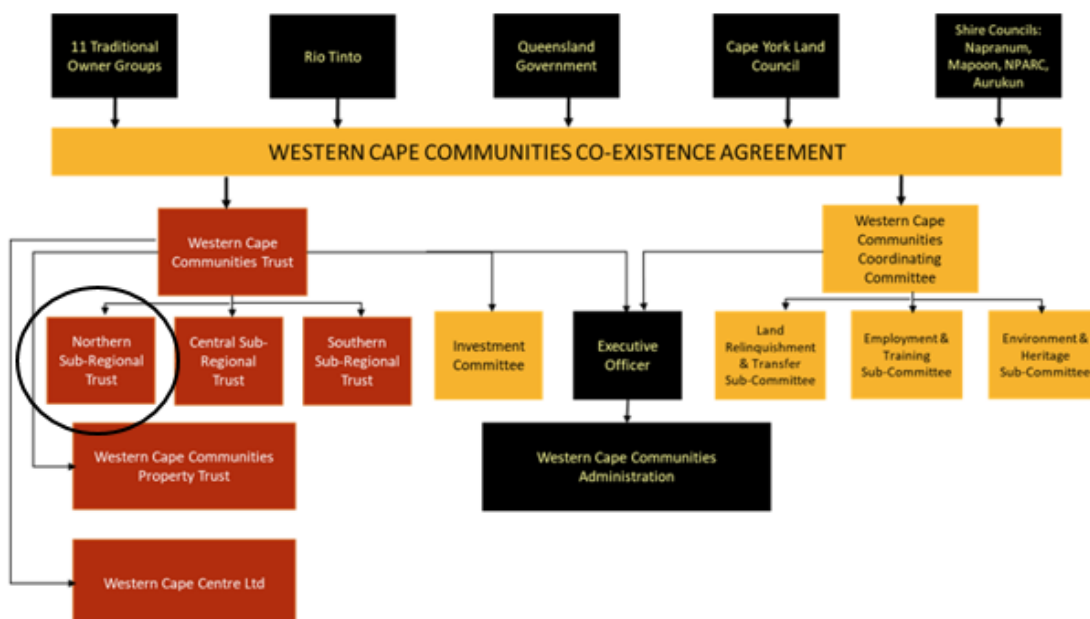 11 Traditional
Owner Groups
Rio Tinto
Queensland
Government
Cape York Land
Council
Shire Councils:
Napranum,
Mapoon, NPARC,
Aurukun
WESTERN CAPE COMMUNITIES CO-EXISTENCE AGREEMENT
Western Cape
Communities Trust
Western Cape
Communities
Coordinating
Committee
Northern
Sub-Regional
Trust
Central Sub-
Regional
Trust
Southern
Sub-Regional
Trust
Investment
Committee
Executive
Officer
Land
Relinquishment
& Transfer
Sub-Committee
Employment &
Training
Sub-Committee
Environment &
Heritage
Sub-Committee
Western Cape Communities
Property Trust
Western Cape Communities
Administration
Western Cape Centre Ltd